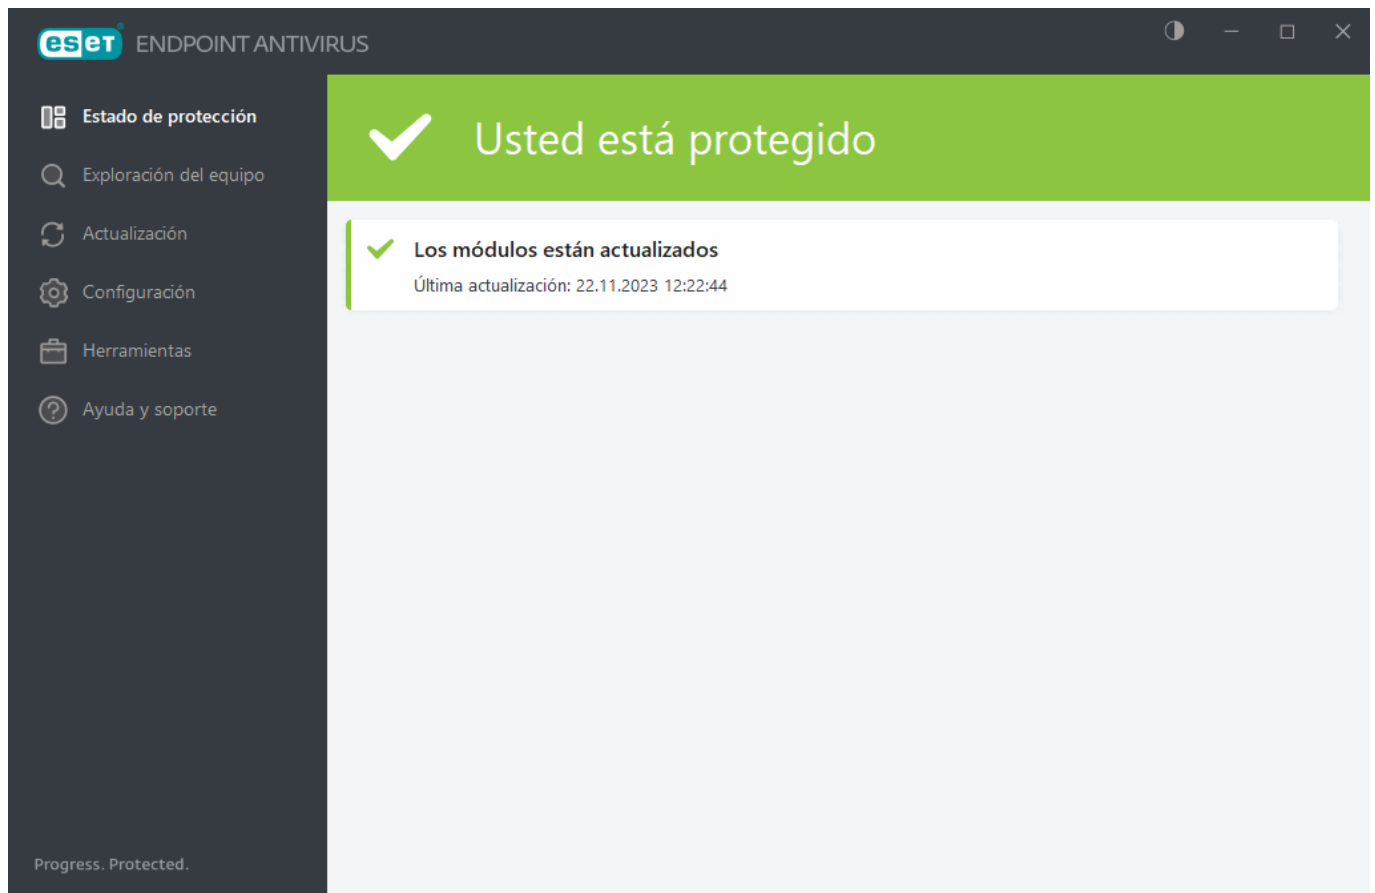 eset ENDPOINT ANTIVIRUS
Estado de protección
Exploración del equipo
Actualización
Configuración
Herramientas
Ayuda y soporte
Progress. Protected.
Usted está protegido
Los módulos están actualizados
Última actualización: 22.11.2023 12:22:44